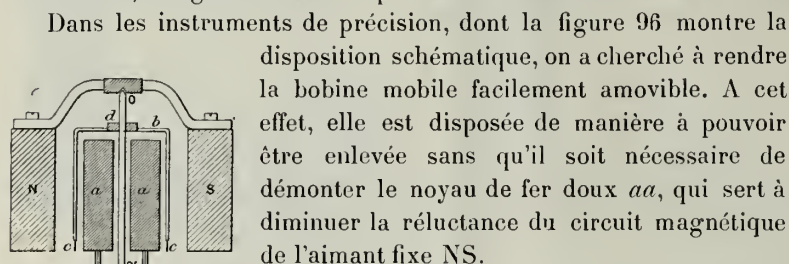 Dans les instruments de précision, dont la figure 96 montre la
disposition schématique, on a cherché à rendre
la bobine mobile facilement amovible. A cet
effet, elle est disposée de manière à pouvoir
être enlevée sans qu'il soit nécessaire de
démonter le noyau de fer doux aa, qui sert à
diminuer la réluctance du circuit magnétique
de l'aimant fixe NS.
O
d b
N a a S
c c